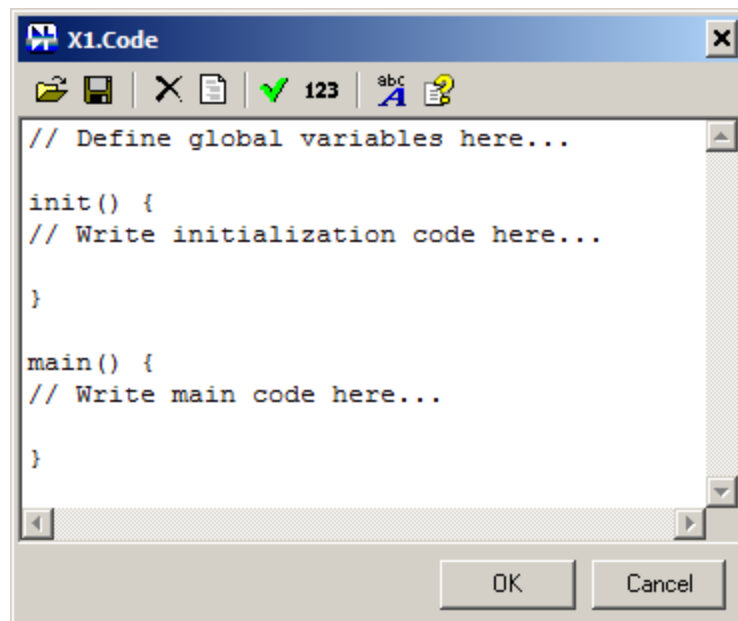 X1.Code
123 abc A
// Define global variables here...
init() {
// Write initialization code here...
}
main() {
// Write main code here...
}
OK Cancel